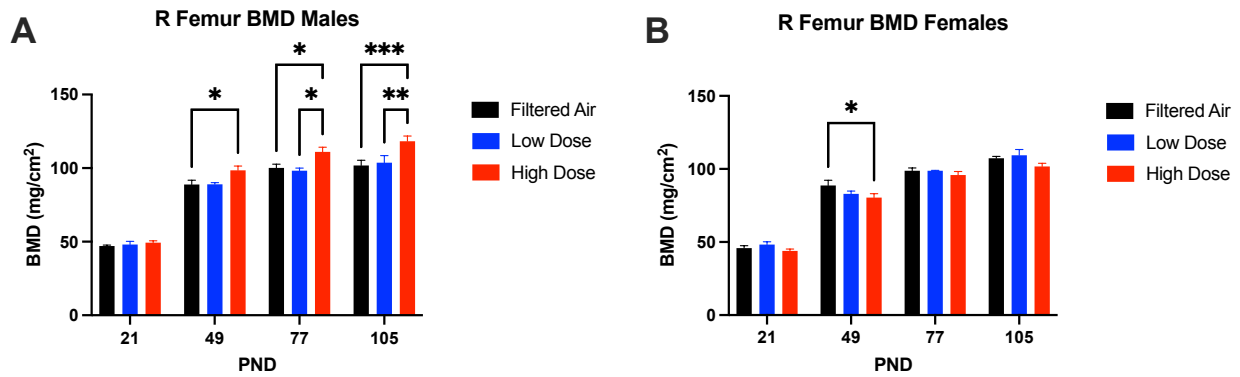 A
R Femur BMD Males
* * ***
* * **
BMD (mg/cm²)
150
100
50
0
21 49 77 105
PND
Filtered Air
Low Dose
High Dose
B
R Femur BMD Females
*
BMD (mg/cm²)
150
100
50
0
21 49 77 105
PND
Filtered Air
Low Dose
High Dose